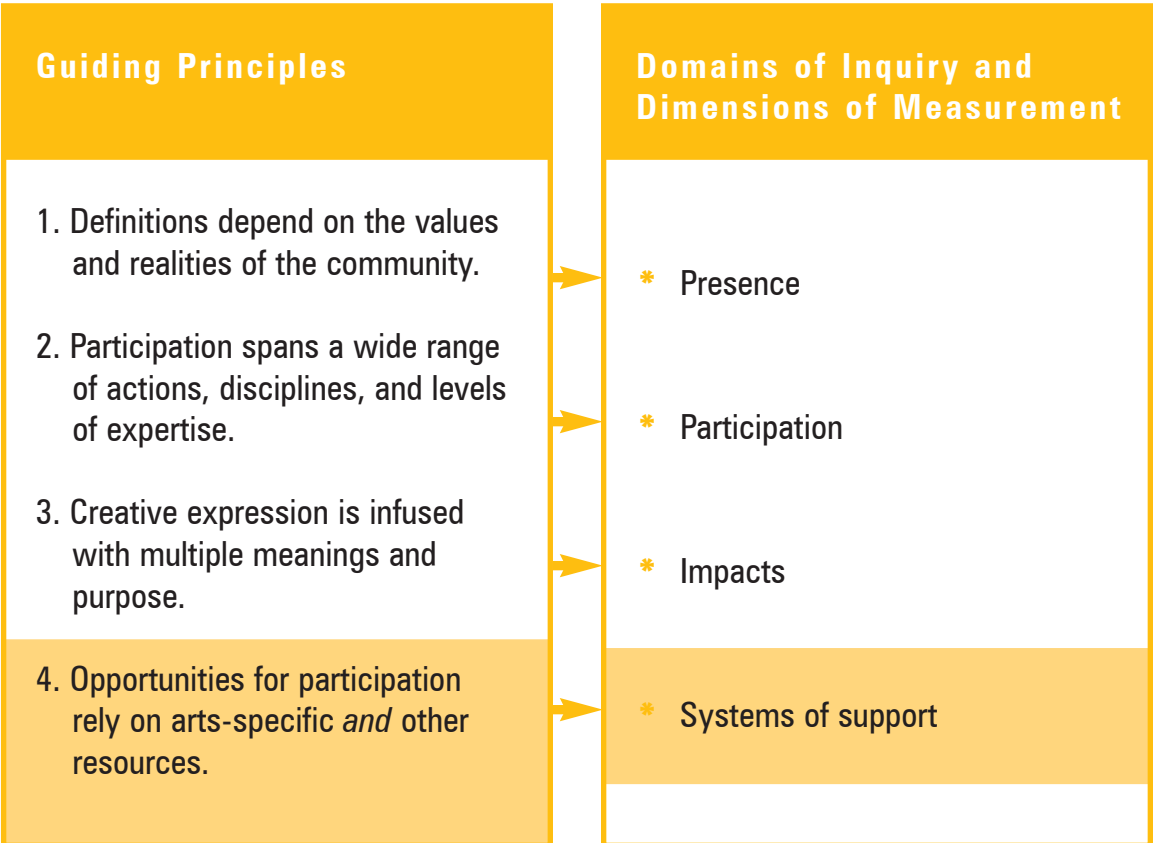 Guiding Principles
1. Definitions depend on the values
and realities of the community.
2. Participation spans a wide range
of actions, disciplines, and levels
of expertise.
3. Creative expression is infused
with multiple meanings and
purpose.
4. Opportunities for participation
rely on arts-specific and other
resources.
Domains of Inquiry and
Dimensions of Measurement
* Presence
* Participation
* Impacts
* Systems of support